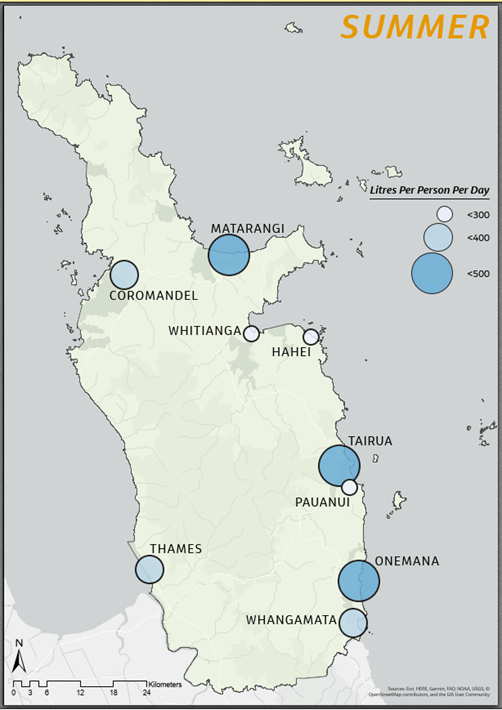 SUMMER
Litres Per Person Per Day
<300
<400
<500
MATARANGI
COROMANDEL
WHITIANGA
HAHEI
TAIRUA
PAUANUI
THAMES
ONEMANA
WHANGAMATA
N
Kilometers
0 3 6 12 18 24
Sources: Esri, HERE, Garmin, FAO, NOAA, USGS, ©
OpenStreetMap contributors, and the GIS User Community